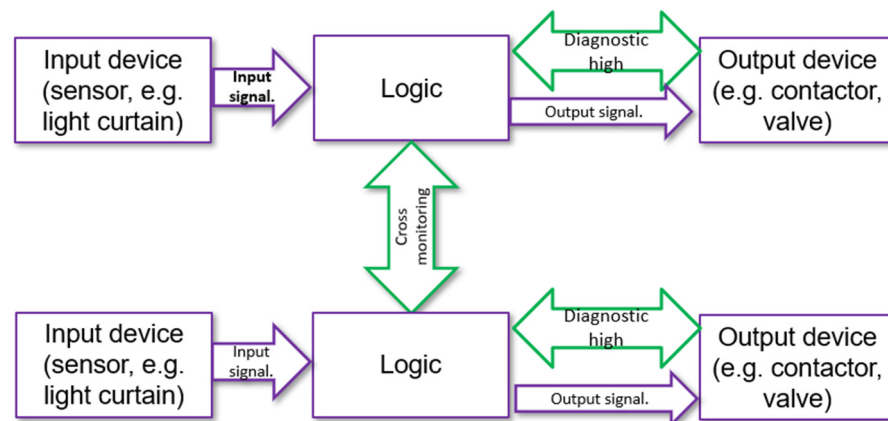 Input device
(sensor, e.g.
light curtain)
Input
signal.
Logic
Diagnostic
high
Output signal.
Output device
(e.g. contactor,
valve)
Cross
monitoring
Input device
(sensor, e.g.
light curtain)
Input
signal.
Logic
Diagnostic
high
Output signal.
Output device
(e.g. contactor,
valve)